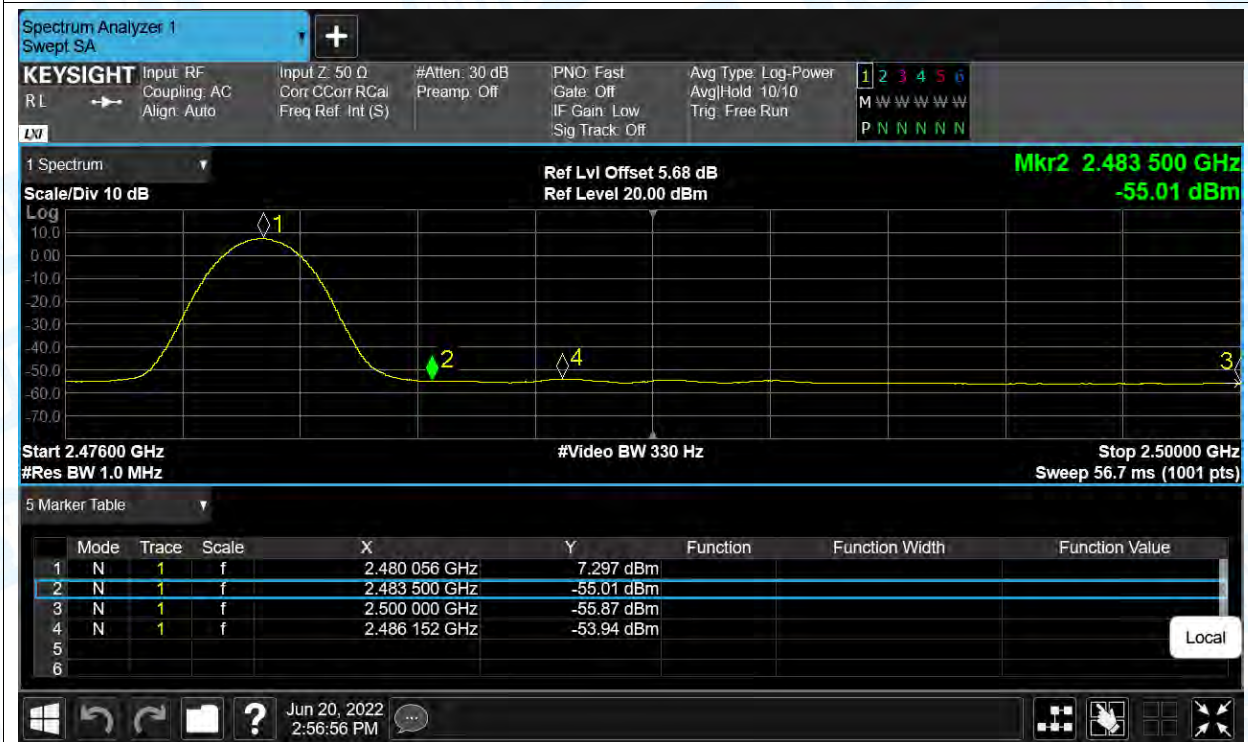 Spectrum Analyzer 1
Swept SA
+
KEYSIGHT
RL
LXI
Input: RF
Coupling: AC
Align: Auto
Input Z: 50 Ω
Corr CCorr RCal
Freq Ref: Int (S)
#Atten: 30 dB
Preamp: Off
PNO: Fast
Gate: Off
IF Gain: Low
Sig Track: Off
Avg Type: Log-Power
Avg|Hold: 10/10
Trig: Free Run
1 2 3 4 5 6
M W W W W W
P N N N N N
1 Spectrum
Scale/Div 10 dB
Ref Lvl Offset 5.68 dB
Ref Level 20.00 dBm
Mkr2 2.483 500 GHz
-55.01 dBm
Log
10.0
0.00
-10.0
-20.0
-30.0
-40.0
-50.0
-60.0
-70.0
1
2
4
3
Start 2.47600 GHz
#Res BW 1.0 MHz
#Video BW 330 Hz
Stop 2.50000 GHz
Sweep 56.7 ms (1001 pts)
5 Marker Table
Mode Trace Scale X Y Function Function Width Function Value
1 N 1 f 2.480 056 GHz 7.297 dBm
2 N 1 f 2.483 500 GHz -55.01 dBm
3 N 1 f 2.500 000 GHz -55.87 dBm
4 N 1 f 2.486 152 GHz -53.94 dBm
5
6
Local
?
Jun 20, 2022
2:56:56 PM